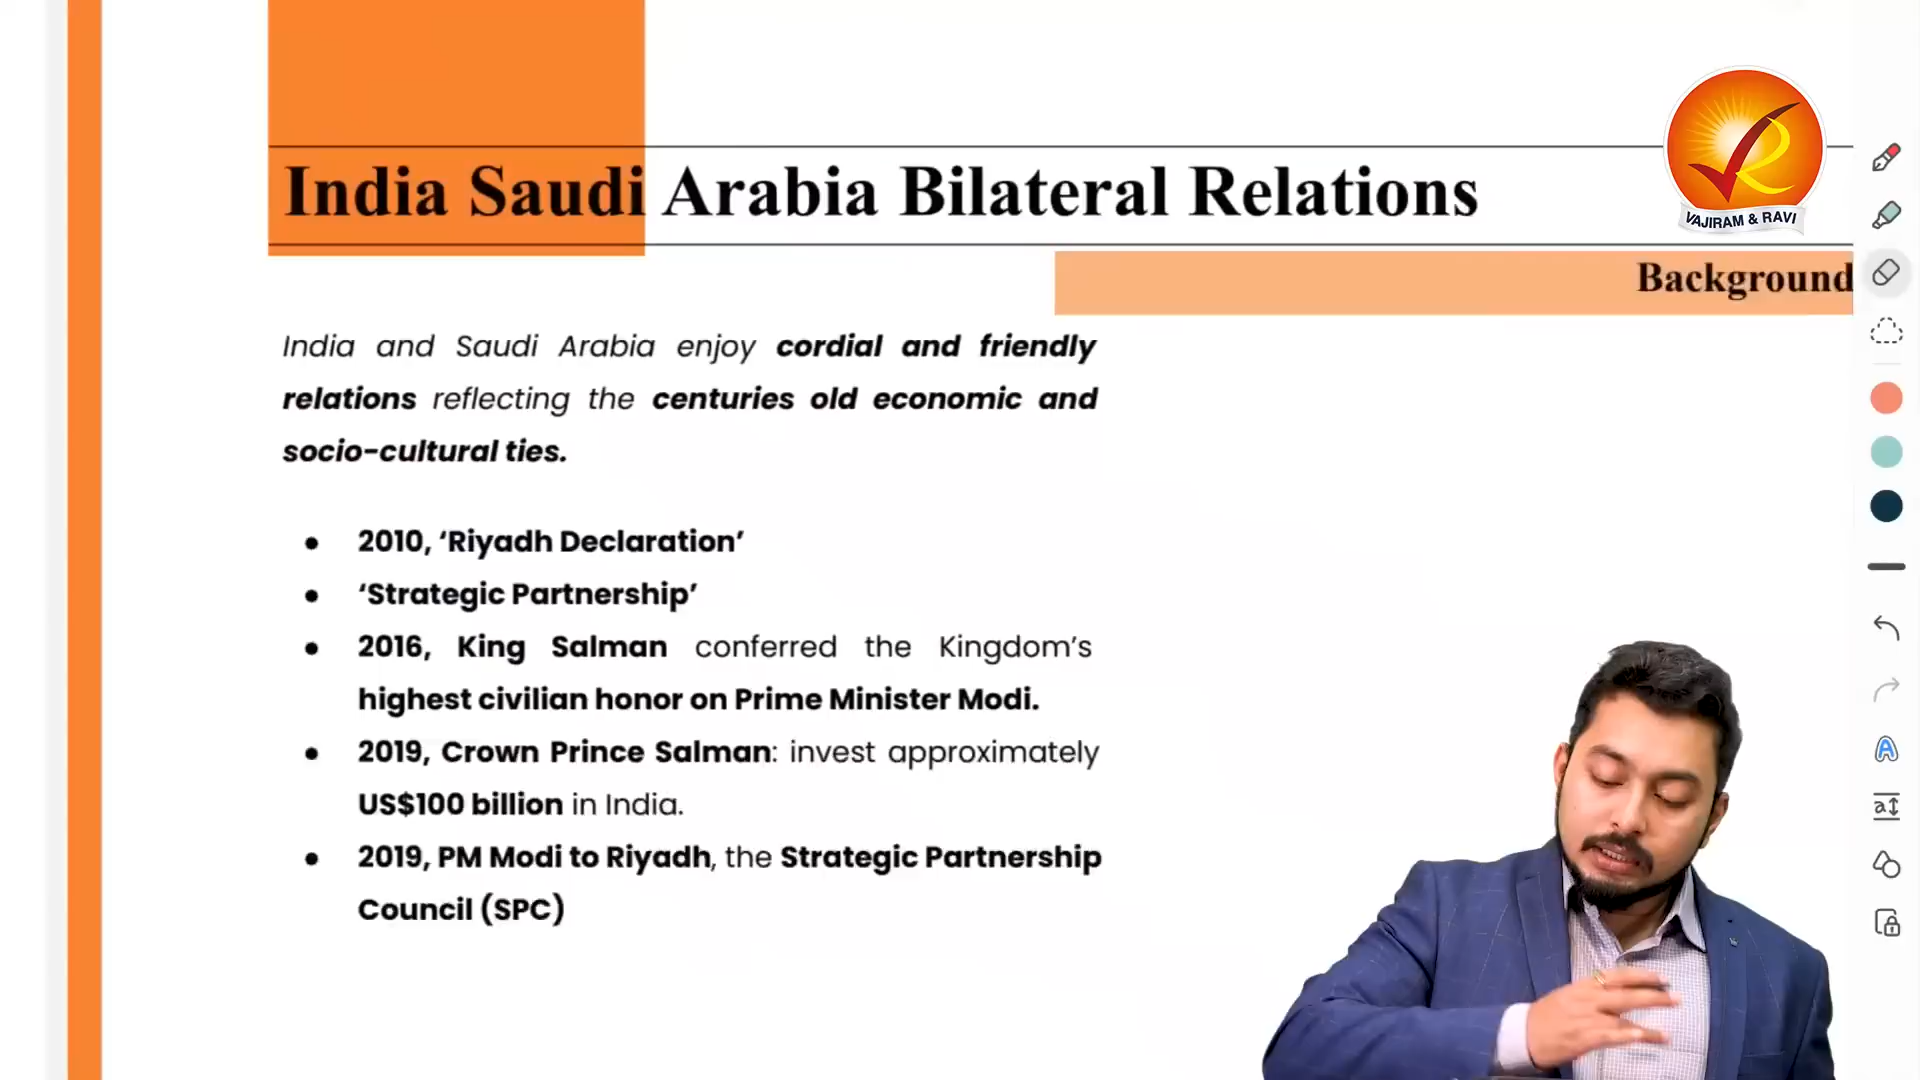 India Saudi Arabia Bilateral Relations
VAJIRAM & RAVI
Background
India and Saudi Arabia enjoy cordial and friendly
relations reflecting the centuries old economic and
socio-cultural ties.
● 2010, ‘Riyadh Declaration’
● ‘Strategic Partnership’
● 2016, King Salman conferred the Kingdom’s
highest civilian honor on Prime Minister Modi.
● 2019, Crown Prince Salman: invest approximately
US$100 billion in India.
● 2019, PM Modi to Riyadh, the Strategic Partnership
Council (SPC)
A
a